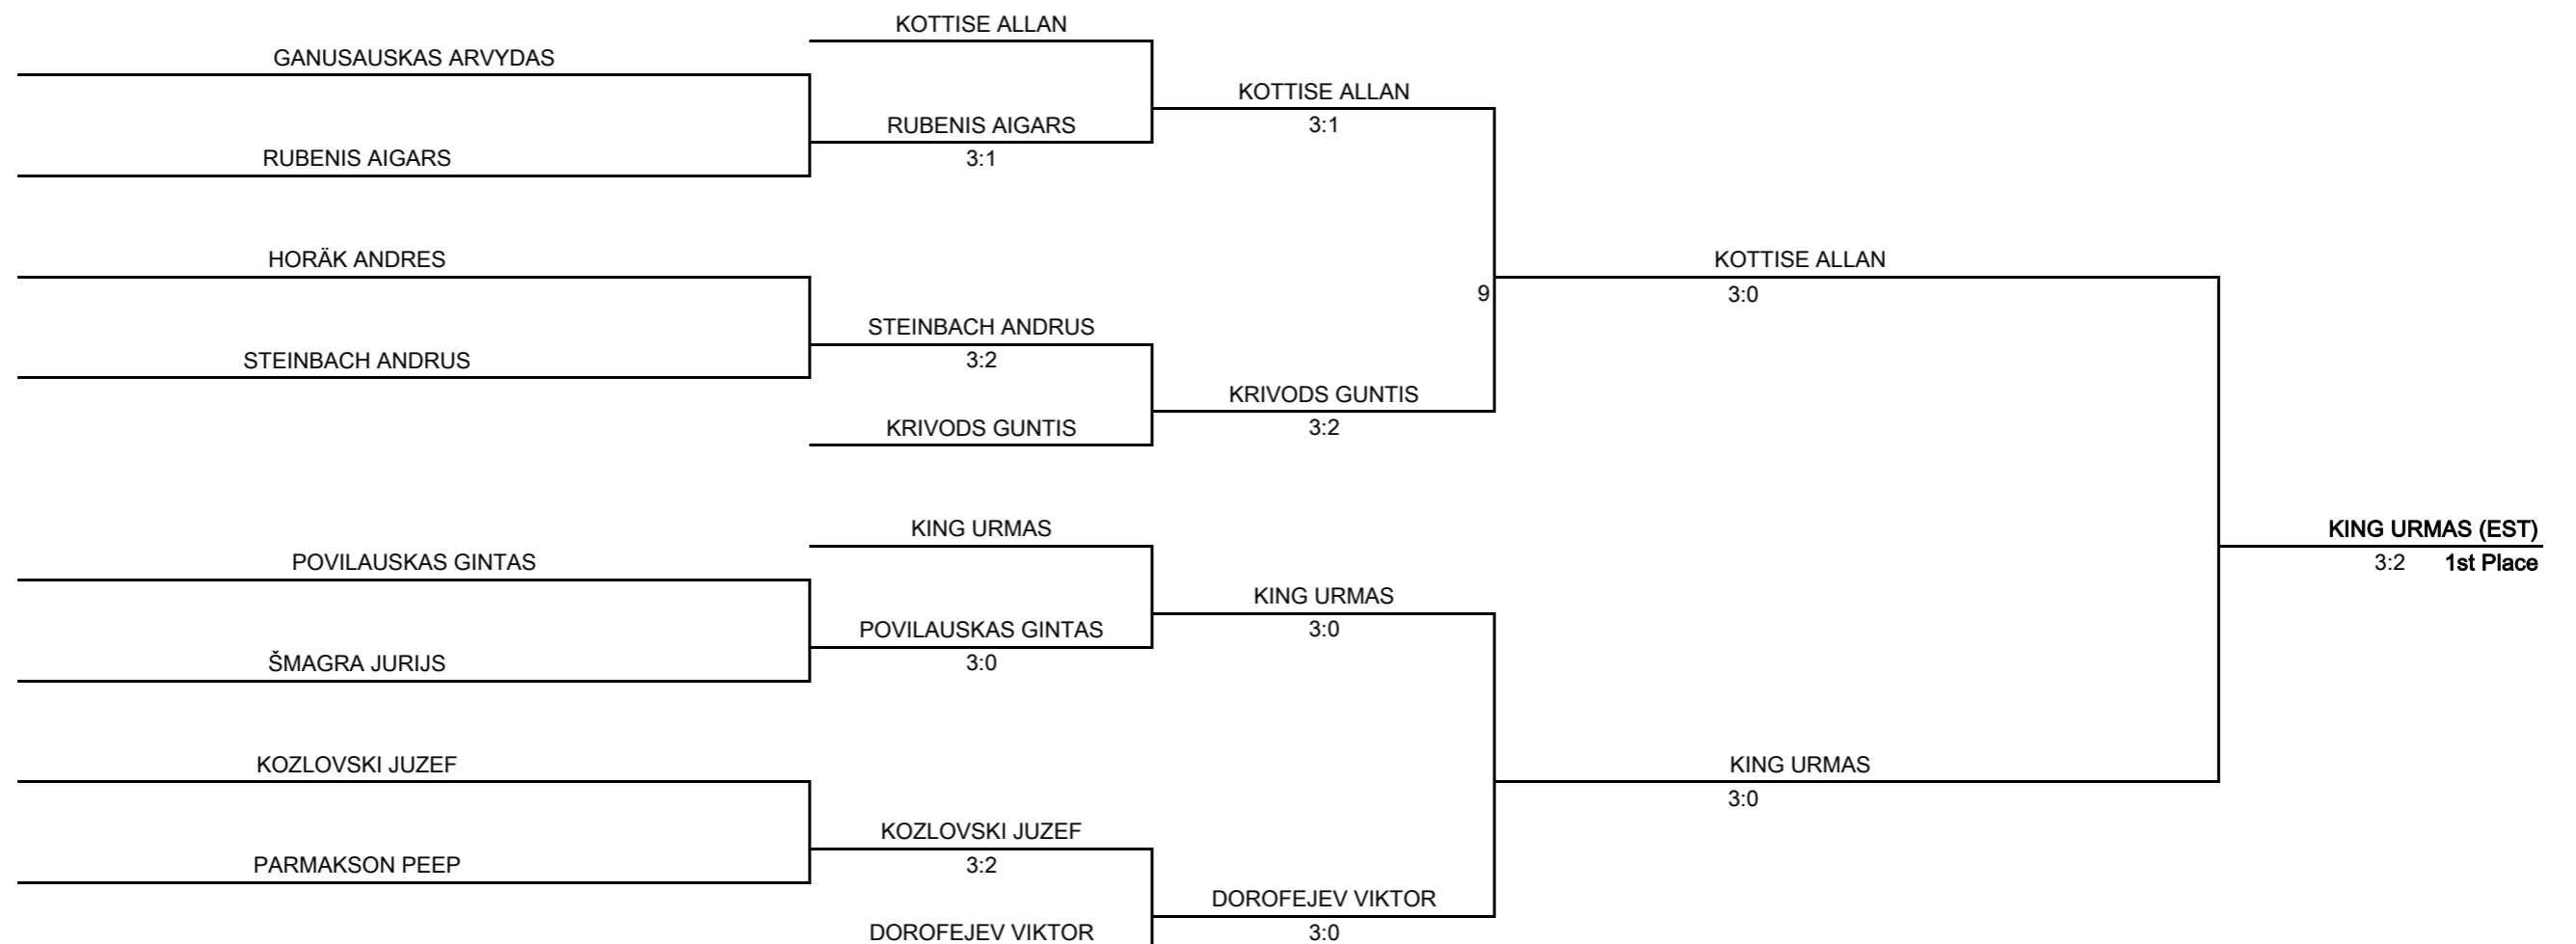 KOTTISE ALLAN
GANUSAUSKAS ARVYDAS
KOTTISE ALLAN
3:1
RUBENIS AIGARS
3:1
RUBENIS AIGARS
HORÄK ANDRES
KOTTISE ALLAN
3:0
9
STEINBACH ANDRUS
3:2
STEINBACH ANDRUS
KRIVODS GUNTIS
3:2
KRIVODS GUNTIS
KING URMAS
KING URMAS (EST)
3:2 1st Place
POVILAUSKAS GINTAS
KING URMAS
3:0
POVILAUSKAS GINTAS
3:0
ŠMAGRA JURIJS
KOZLOVSKI JUZEF
KING URMAS
3:0
KOZLOVSKI JUZEF
3:2
PARMAKSON PEEP
DOROFEJEV VIKTOR
3:0
DOROFEJEV VIKTOR